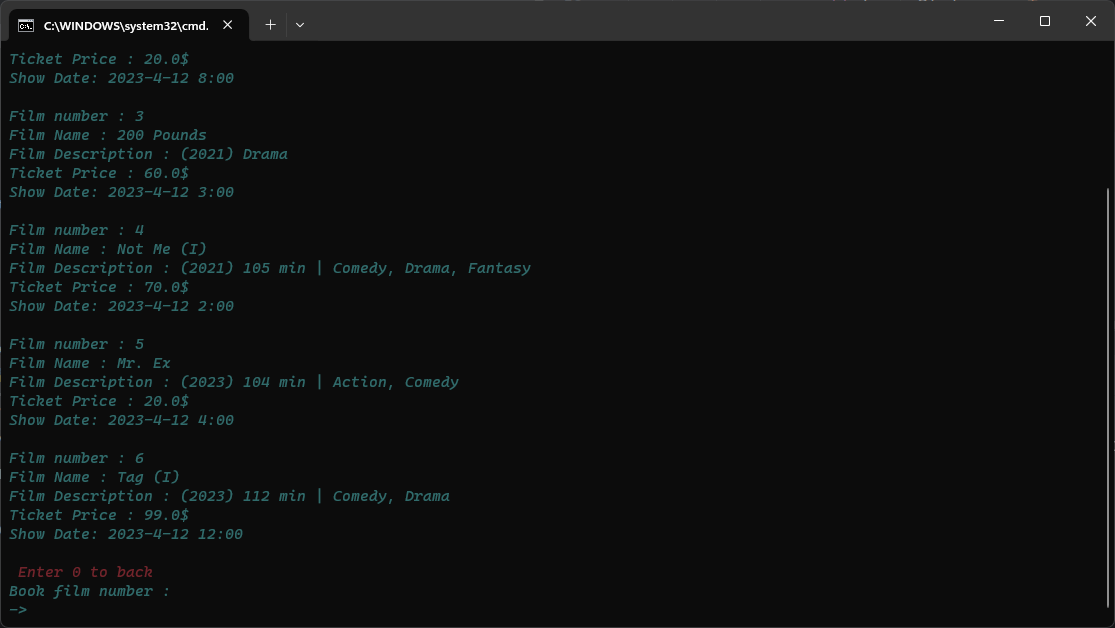 C:\WINDOWS\system32\cmd.
Ticket Price : 20.0$
Show Date: 2023-4-12 8:00
Film number : 3
Film Name : 200 Pounds
Film Description : (2021) Drama
Ticket Price : 60.0$
Show Date: 2023-4-12 3:00
Film number : 4
Film Name : Not Me (I)
Film Description : (2021) 105 min | Comedy, Drama, Fantasy
Ticket Price : 70.0$
Show Date: 2023-4-12 2:00
Film number : 5
Film Name : Mr. Ex
Film Description : (2023) 104 min | Action, Comedy
Ticket Price : 20.0$
Show Date: 2023-4-12 4:00
Film number : 6
Film Name : Tag (I)
Film Description : (2023) 112 min | Comedy, Drama
Ticket Price : 99.0$
Show Date: 2023-4-12 12:00
Enter 0 to back
Book film number :
->